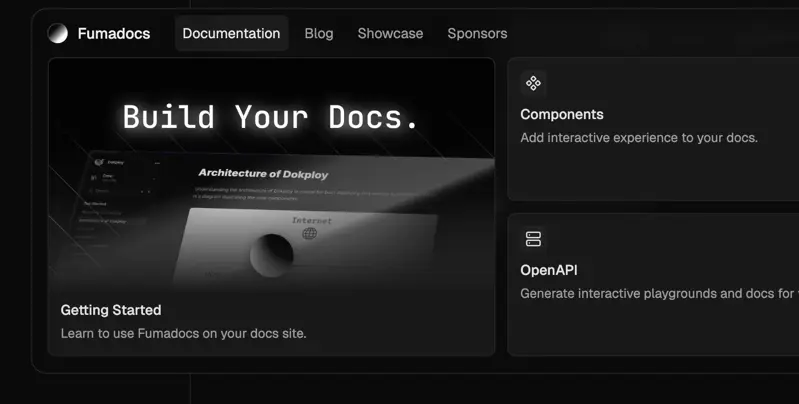 Fumadocs
Documentation
Blog
Showcase
Sponsors
Build Your Docs.
Dokploy
Architecture of Dokploy
Internet
Getting Started
Learn to use Fumadocs on your docs site.
Components
Add interactive experience to your docs.
OpenAPI
Generate interactive playgrounds and docs for